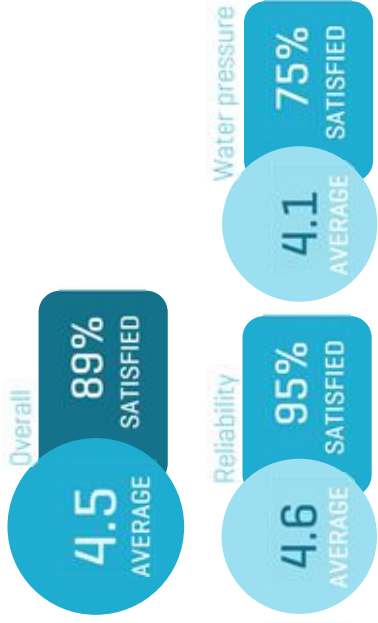 Overall
4.5
AVERAGE
89%
SATISFIED
Reliability
4.6
AVERAGE
95%
SATISFIED
Water pressure
4.1
AVERAGE
75%
SATISFIED